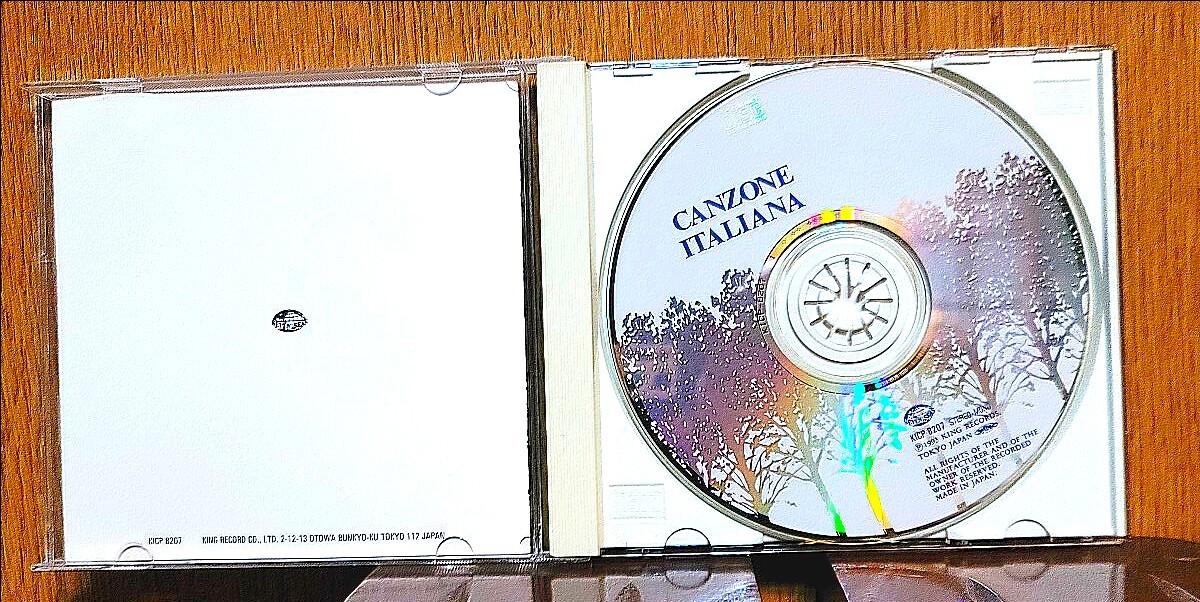 KICP 8207 KING RECORD CO., LTD. 2-12-13 OTOWA BUNKYO-KU TOKYO 112 JAPAN
CANZONE
ITALIANA
KICP 8207 STEREO/MONO
KING RECORDS
TOKYO JAPAN
ALL RIGHTS OF THE
MANUFACTURER AND OF THE
OWNER OF THE RECORDED
WORK RESERVED.
MADE IN JAPAN.